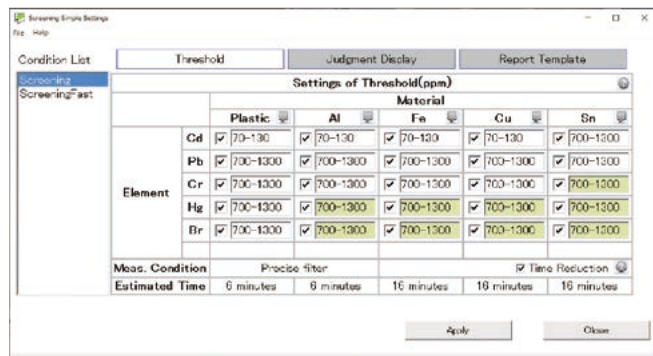 Screening Simple Settings
File Help
Condition List
Screening
ScreeningFast
Threshold Judgment Display Report Template
Settings of Threshold(ppm)
Material
Plastic Al Fe Cu Sn
Element
Cd 70-130 70-130 70-130 70-130 700-1300
Pb 700-1300 700-1300 700-1300 700-1300 700-1300
Cr 700-1300 700-1300 700-1300 700-1300 700-1300
Hg 700-1300 700-1300 700-1300 700-1300 700-1300
Br 700-1300 700-1300 700-1300 700-1300 700-1300
Meas. Condition Precise filter Time Reduction
Estimated Time 6 minutes 6 minutes 16 minutes 16 minutes 16 minutes
Apply Close